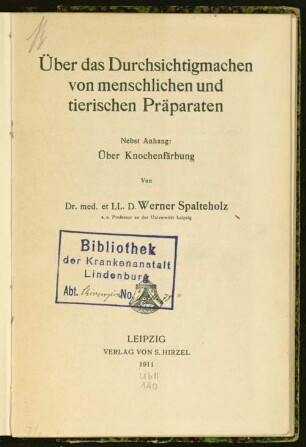 Über das Durchsichtigmachen
von menschlichen und
tierischen Präparaten
Nebst Anhang:
Über Knochenfärbung
Von
Dr. med. et LL. D. Werner Spalteholz
a. o. Professor an der Universität Leipzig
Bibliothek
der Krankenanstalt
Lindenburg
Abt. No.
LEIPZIG
VERLAG VON S. HIRZEL
1911
140